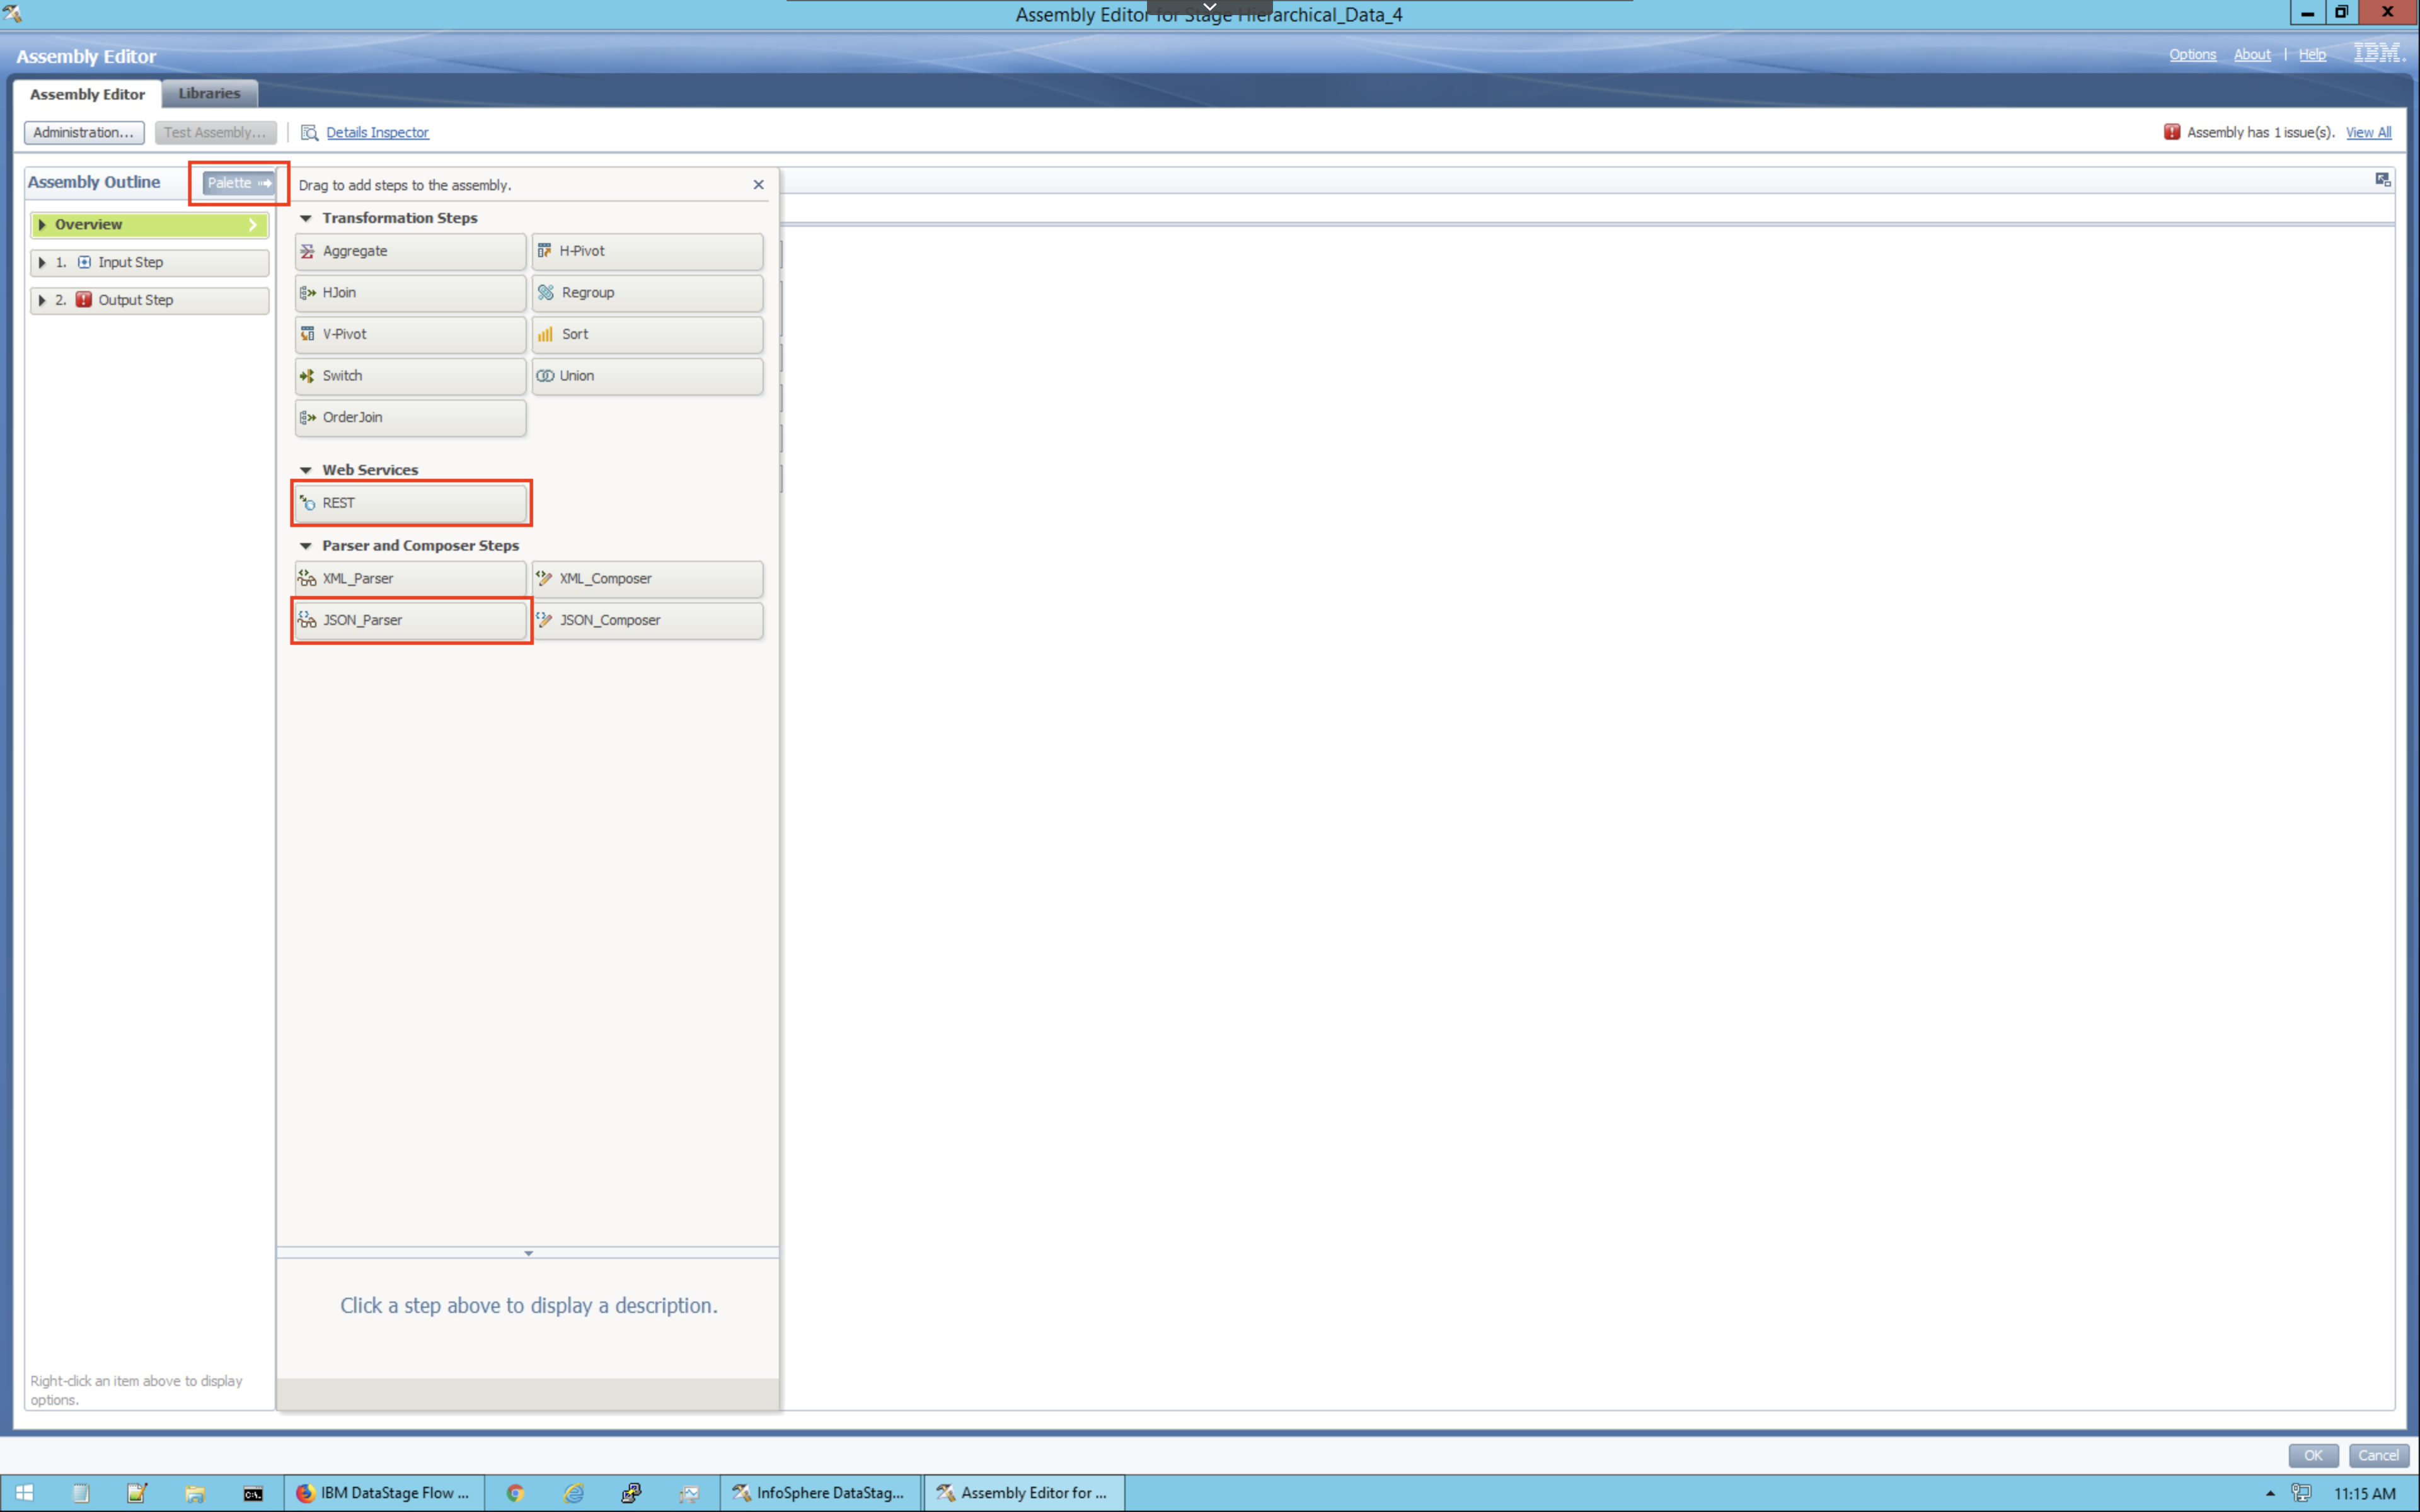 Assembly Editor for Stage Hierarchical_Data_4
Assembly Editor
Options About | Help IBM.
Assembly Editor Libraries
Administration... Test Assembly... Details Inspector
Assembly has 1 issue(s). View All
Assembly Outline Palette
Drag to add steps to the assembly.
Overview
1. Input Step
2. Output Step
Transformation Steps
Aggregate H-Pivot
HJoin Regroup
V-Pivot Sort
Switch Union
OrderJoin
Web Services
REST
Parser and Composer Steps
XML_Parser XML_Composer
JSON_Parser JSON_Composer
Click a step above to display a description.
Right-click an item above to display
options.
OK Cancel
IBM DataStage Flow ... InfoSphere DataStag... Assembly Editor for ... 11:15 AM